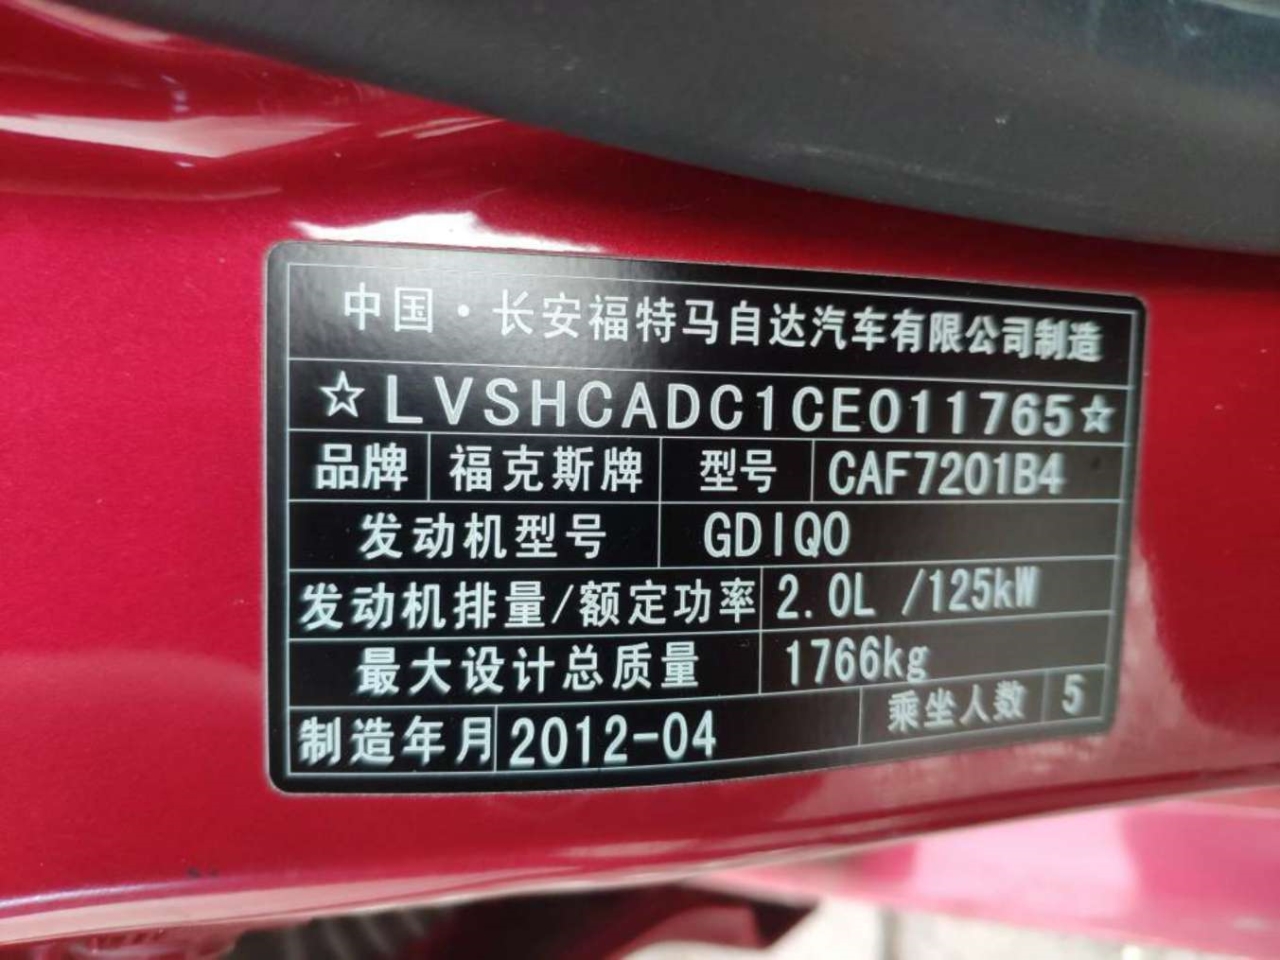 中国·长安福特马自达汽车有限公司制造
☆LVSHCADC1CE011765☆
品牌 福克斯牌 型号 CAF7201B4
发动机型号 GDIQ0
发动机排量/额定功率 2.0L /125kW
最大设计总质量 1766kg
制造年月 2012-04 乘坐人数 5